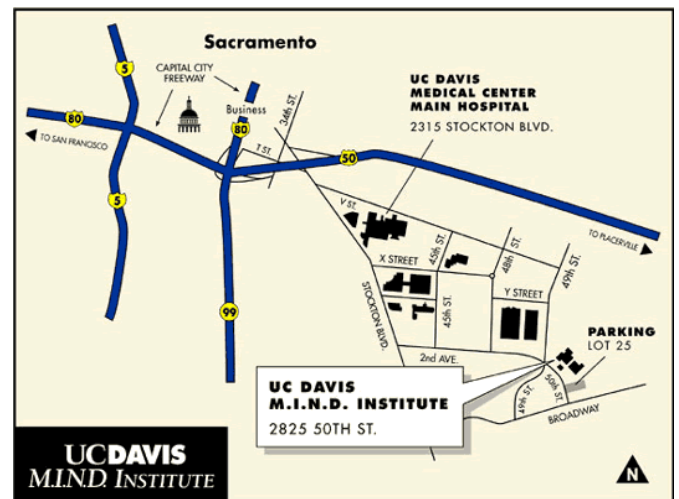 Sacramento
5
CAPITAL CITY
FREEWAY
80
TO SAN FRANCISCO
Business
80
34th ST.
T ST.
50
UC DAVIS
MEDICAL CENTER
MAIN HOSPITAL
2315 STOCKTON BLVD.
TO PLACERVILLE
5
V ST.
X STREET
45th ST.
48th ST.
49th ST.
99
STOCKTON BLVD.
45th ST.
Y STREET
2nd AVE.
PARKING
LOT 25
UC DAVIS
M.I.N.D. INSTITUTE
2825 50TH ST.
49th ST.
50th ST.
BROADWAY
UCDAVIS
M.I.N.D. INSTITUTE
N